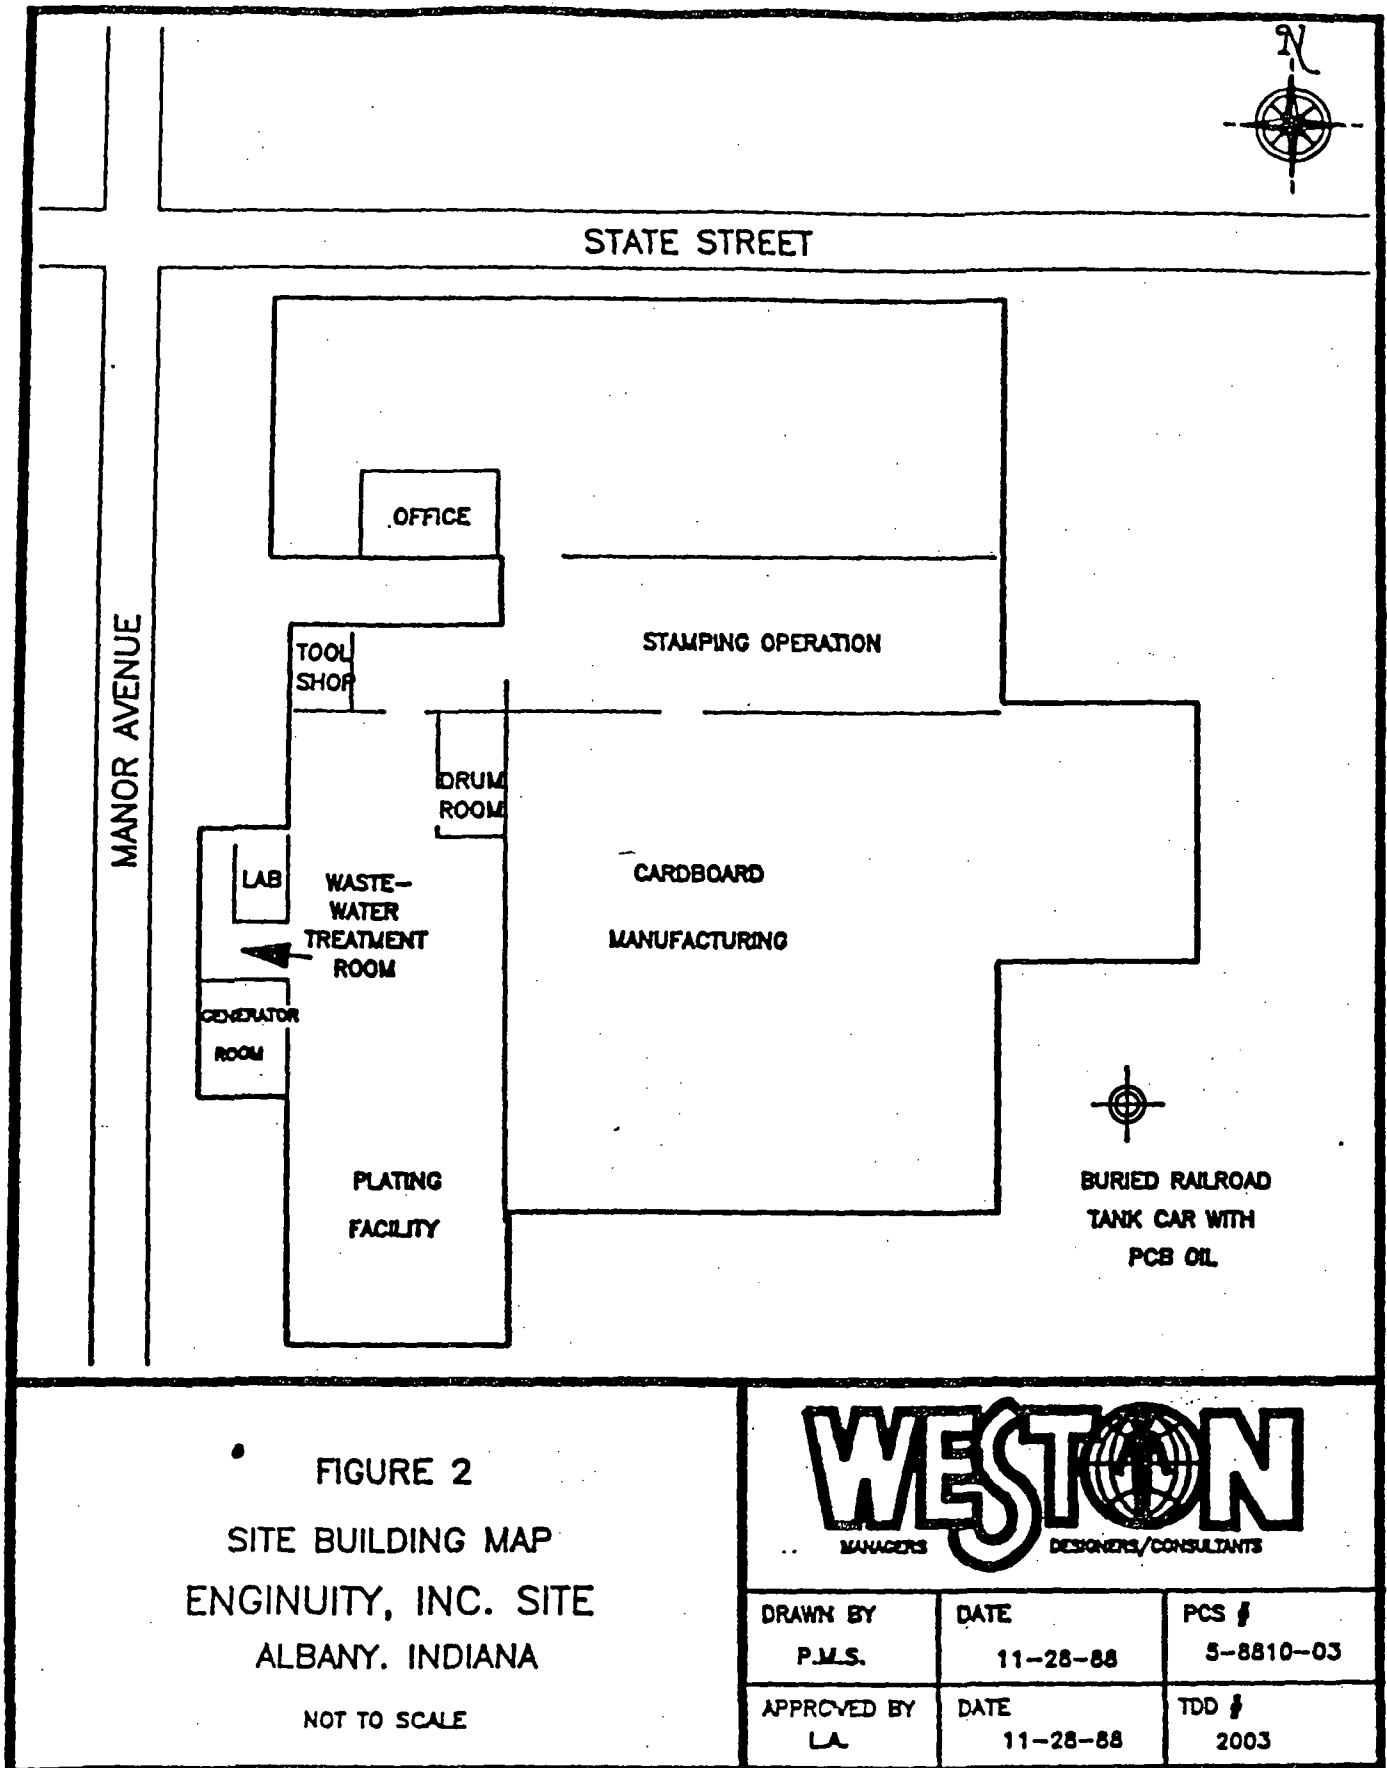 N
STATE STREET
OFFICE
MANOR AVENUE
TOOL
SHOP
STAMPING OPERATION
DRUM
ROOM
LAB
WASTE-
WATER
TREATMENT
ROOM
CARDBOARD
MANUFACTURING
GENERATOR
ROOM
PLATING
FACILITY
BURIED RAILROAD
TANK CAR WITH
PCB OIL
FIGURE 2
SITE BUILDING MAP
ENGINUITY, INC. SITE
ALBANY. INDIANA
NOT TO SCALE
WESTON
MANAGERS DESIGNERS/CONSULTANTS
DRAWN BY
P.M.S.
DATE
11-28-88
PCS #
5-8810-03
APPROVED BY
L.A.
DATE
11-28-88
TDD #
2003